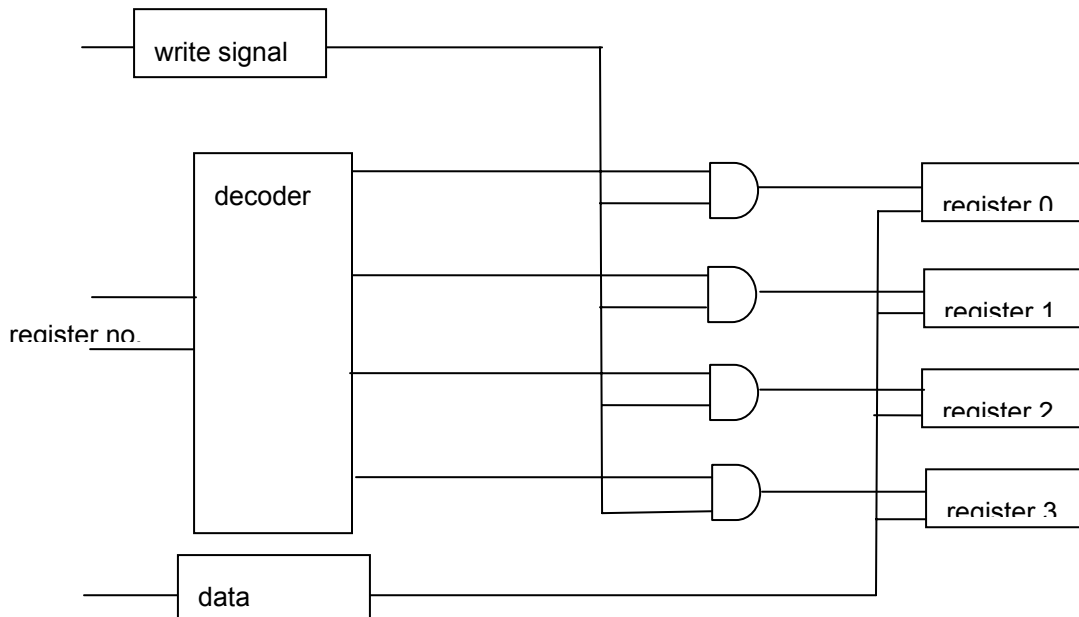 write signal
decoder
register 0
register 1
register no.
register 2
register 3
data